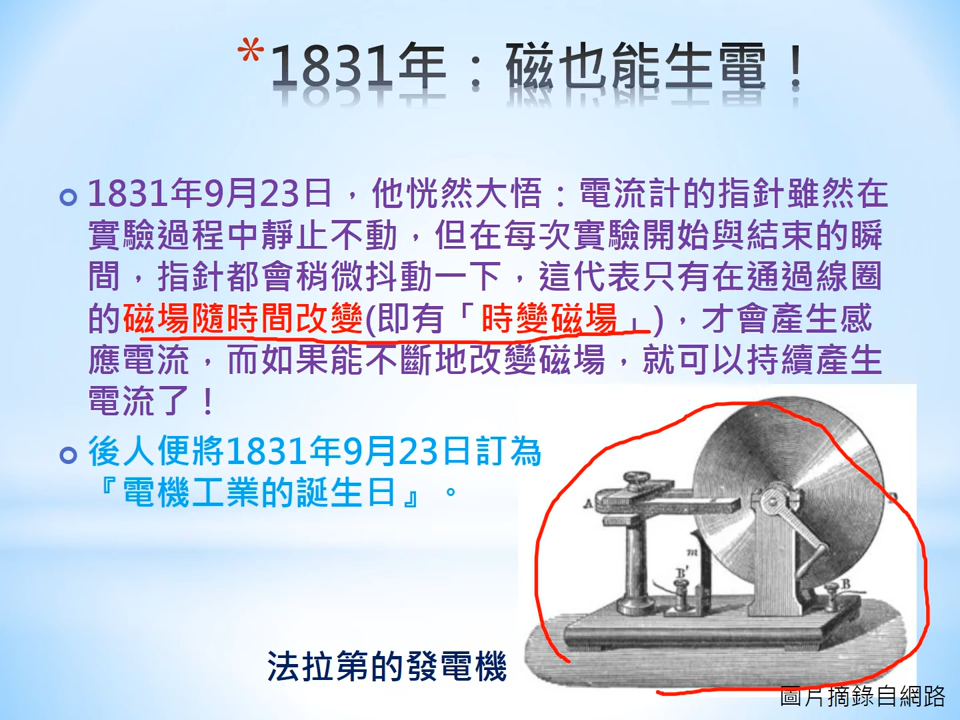 *1831年：磁也能生電！
1831年9月23日，他恍然大悟：電流計的指針雖然在
實驗過程中靜止不動，但在每次實驗開始與結束的瞬
間，指針都會稍微抖動一下，這代表只有在通過線圈
的磁場隨時間改變(即有「時變磁場」)，才會產生感
應電流，而如果能不斷地改變磁場，就可以持續產生
電流了！
後人便將1831年9月23日訂為
『電機工業的誕生日』。
A
m
B'
B
法拉第的發電機
圖片摘錄自網路